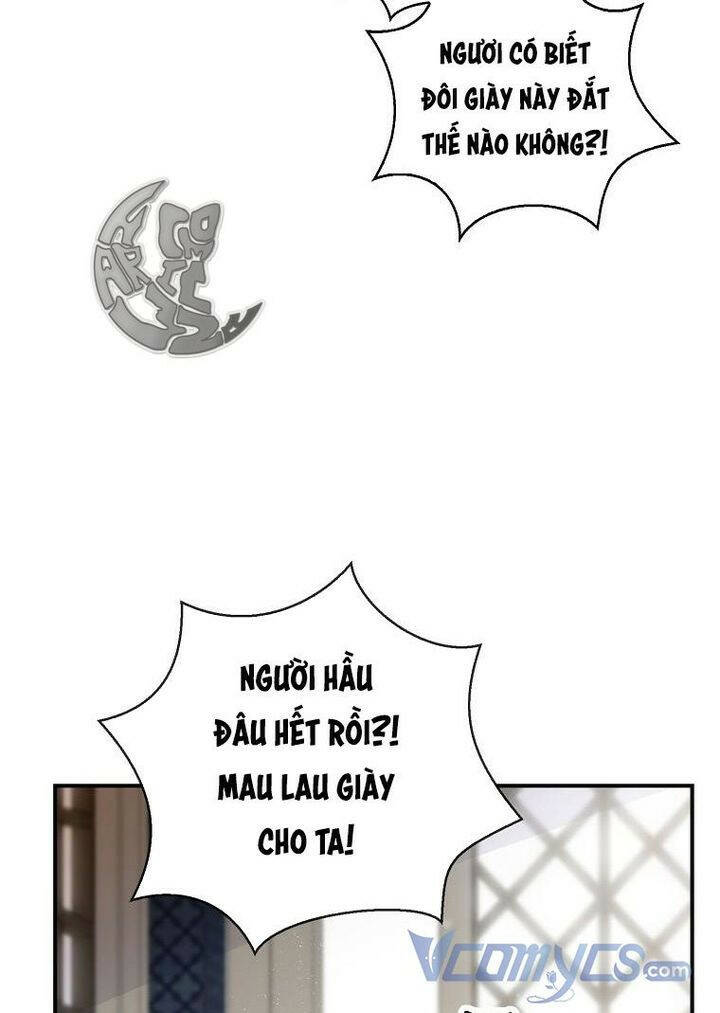 NGƯƠI CÓ BIẾT
ĐÔI GIÀY NÀY ĐẮT
THẾ NÀO KHÔNG?!
NGƯỜI HẦU
ĐÂU HẾT RỒI?!
MAU LAU GIÀY
CHO TA!
VCOMYCS.com